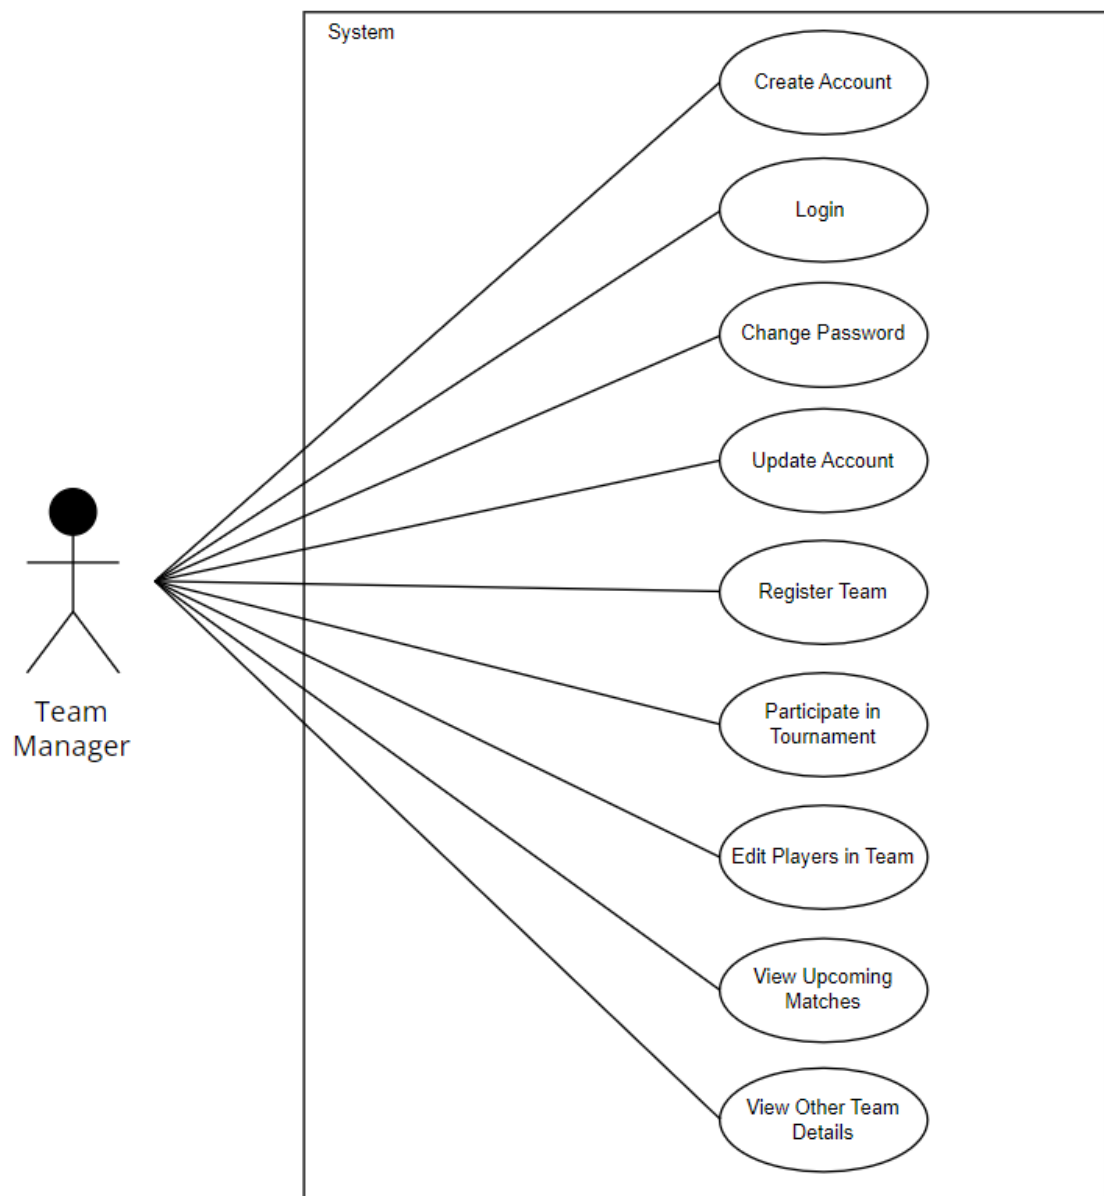 System
Create Account
Login
Change Password
Update Account
Register Team
Participate in
Tournament
Edit Players in Team
View Upcoming
Matches
View Other Team
Details
Team
Manager